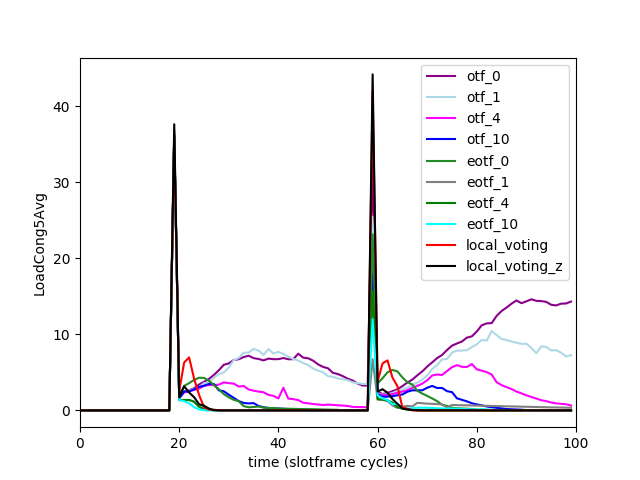 LoadCong5Avg
40
30
20
10
0
0 20 40 60 80 100
time (slotframe cycles)
otf_0
otf_1
otf_4
otf_10
eotf_0
eotf_1
eotf_4
eotf_10
local_voting
local_voting_z